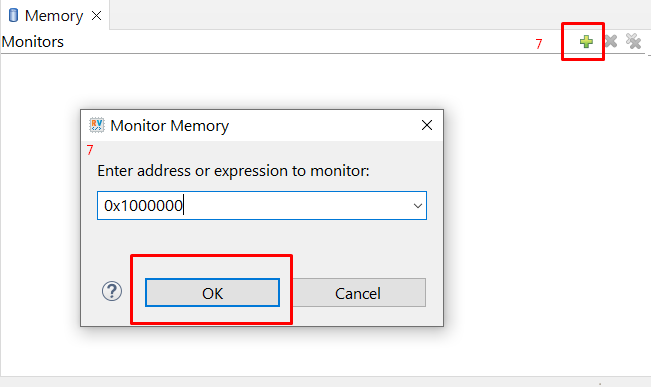 Memory
Monitors
7
Monitor Memory
7
Enter address or expression to monitor:
0x1000000
? OK Cancel